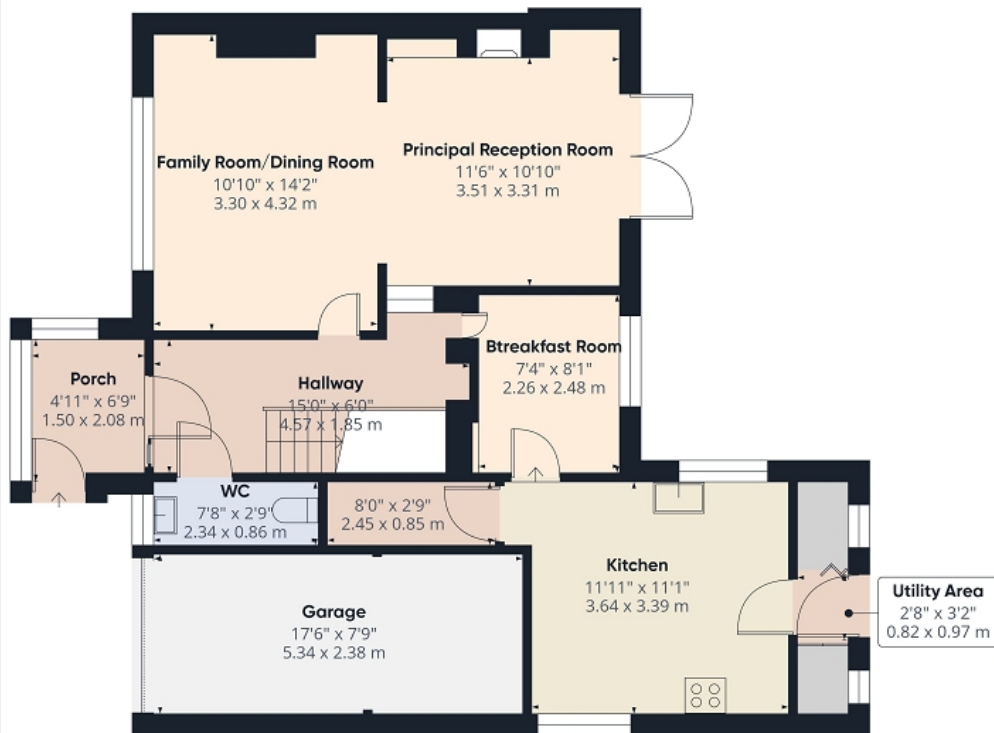 Family Room/Dining Room
10'10" x 14'2"
3.30 x 4.32 m
Principal Reception Room
11'6" x 10'10"
3.51 x 3.31 m
Btreakfast Room
7'4" x 8'1"
2.26 x 2.48 m
Porch
4'11" x 6'9"
1.50 x 2.08 m
Hallway
15'0" x 6'0"
4.57 x 1.85 m
WC
7'8" x 2'9"
2.34 x 0.86 m
8'0" x 2'9"
2.45 x 0.85 m
Kitchen
11'11" x 11'1"
3.64 x 3.39 m
Utility Area
2'8" x 3'2"
0.82 x 0.97 m
Garage
17'6" x 7'9"
5.34 x 2.38 m